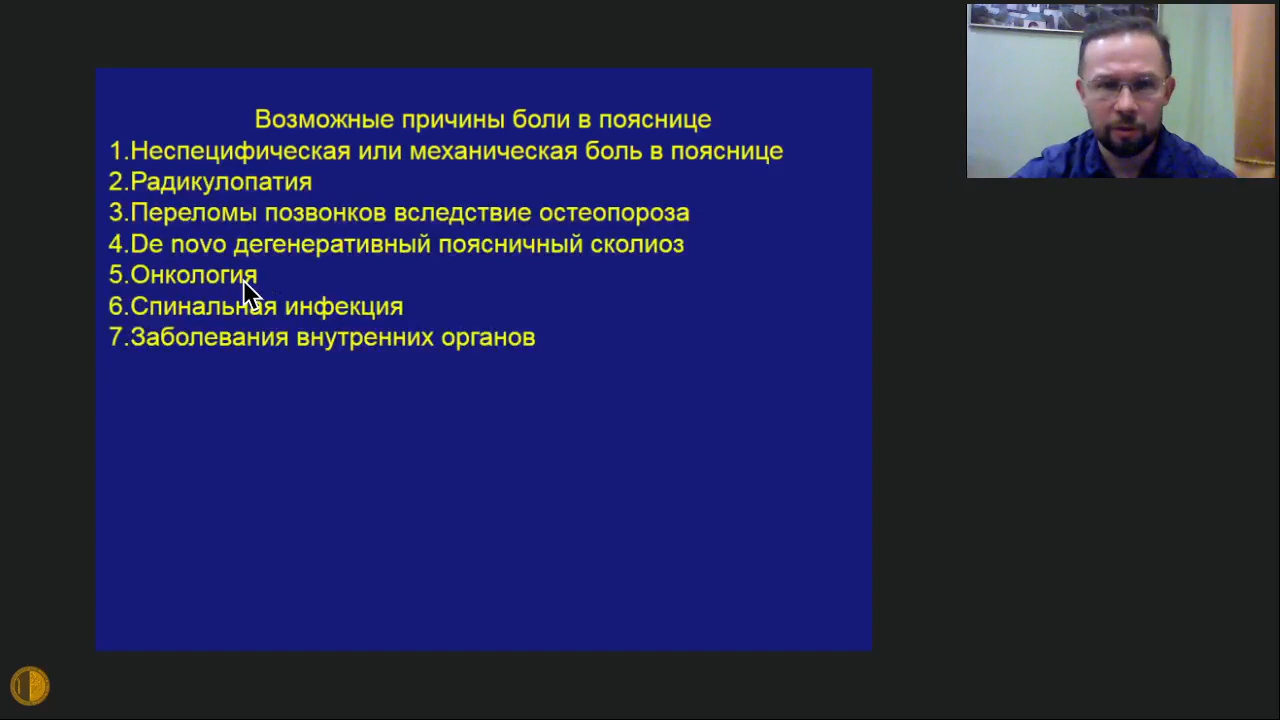 Возможные причины боли в пояснице
1.Неспецифическая или механическая боль в пояснице
2.Радикулопатия
3.Переломы позвонков вследствие остеопороза
4.De novo дегенеративный поясничный сколиоз
5.Онкология
6.Спинальная инфекция
7.Заболевания внутренних органов